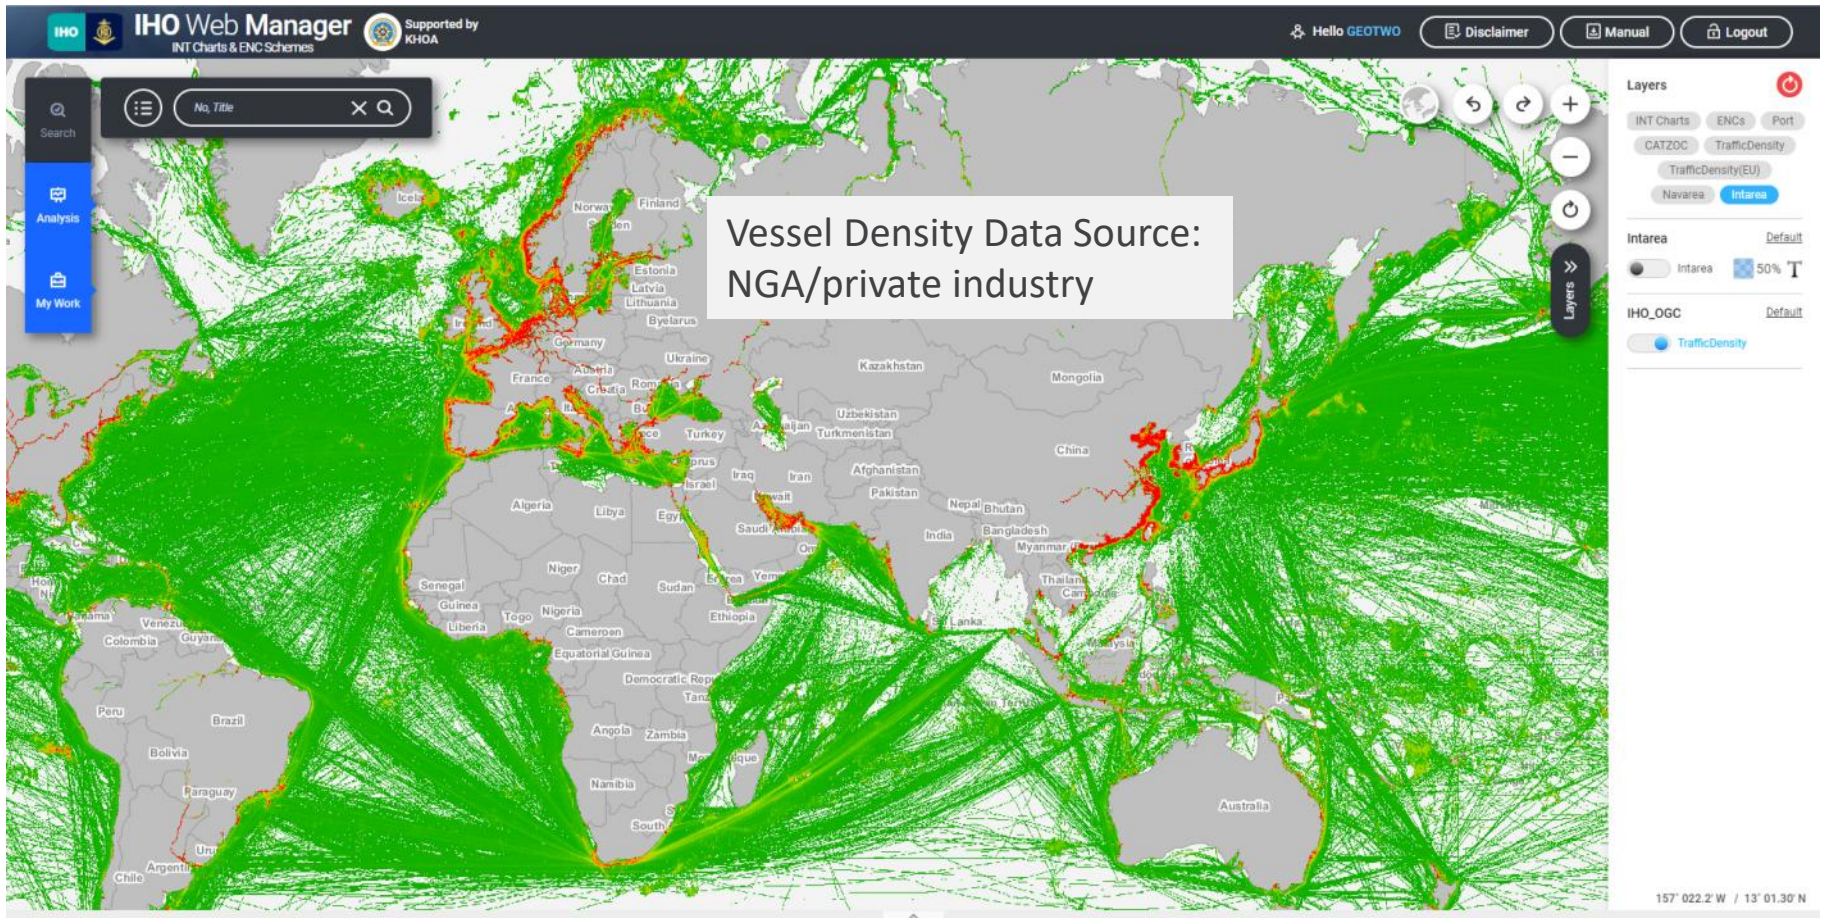 IHO
IHO Web Manager
INT Charts & ENC Schemes
Supported by
KHOA
Hello GEOTWO
Disclaimer
Manual
Logout
Search
Analysis
My Work
No, Title
Vessel Density Data Source:
NGA/private industry
Layers
INT Charts ENCs Port
CATZOC TrafficDensity
TrafficDensity(EU)
Navarea Intarea
Intarea Default
Intarea 50% T
IHO_OGC Default
TrafficDensity
Layers
Norway
Finland
Estonia
Latvia
Lithuania
Byelarus
Germany
Ukraine
Kazakhstan
Mongolia
France
Austria
Croatia
Uzbekistan
Turkmenistan
Turkey
China
Iraq
Iran
Afghanistan
Pakistan
Israel
Algeria
Libya
Nepal
Bhutan
India
Bangladesh
Myanmar
Niger
Chad
Sudan
Senegal
Guinea
Liberia
Togo
Nigeria
Cameroon
Ethiopia
Equatorial Guinea
Democratic Rep
Thailand
Colombia
Peru
Brazil
Bolivia
Paraguay
Chile
Angola
Zambia
Namibia
South
Australia
157° 022.2' W / 13° 01.30' N